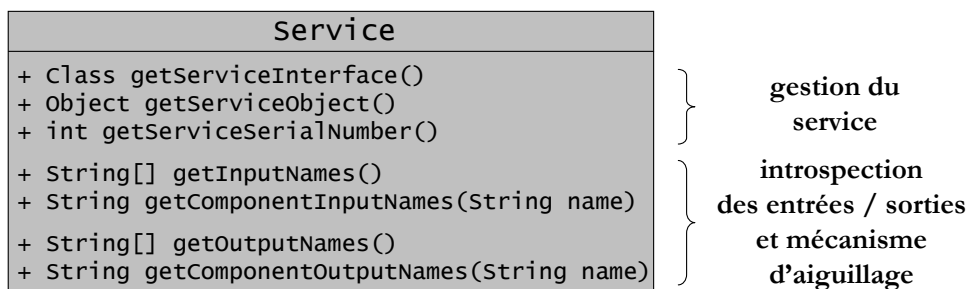 Service
+ Class getServiceInterface()
+ Object getServiceObject()
+ int getServiceSerialNumber()
gestion du
service
+ String[] getInputNames()
+ String getComponentInputNames(String name)
+ String[] getOutputNames()
+ String getComponentOutputNames(String name)
introspection
des entrées / sorties
et mécanisme
d'aiguillage